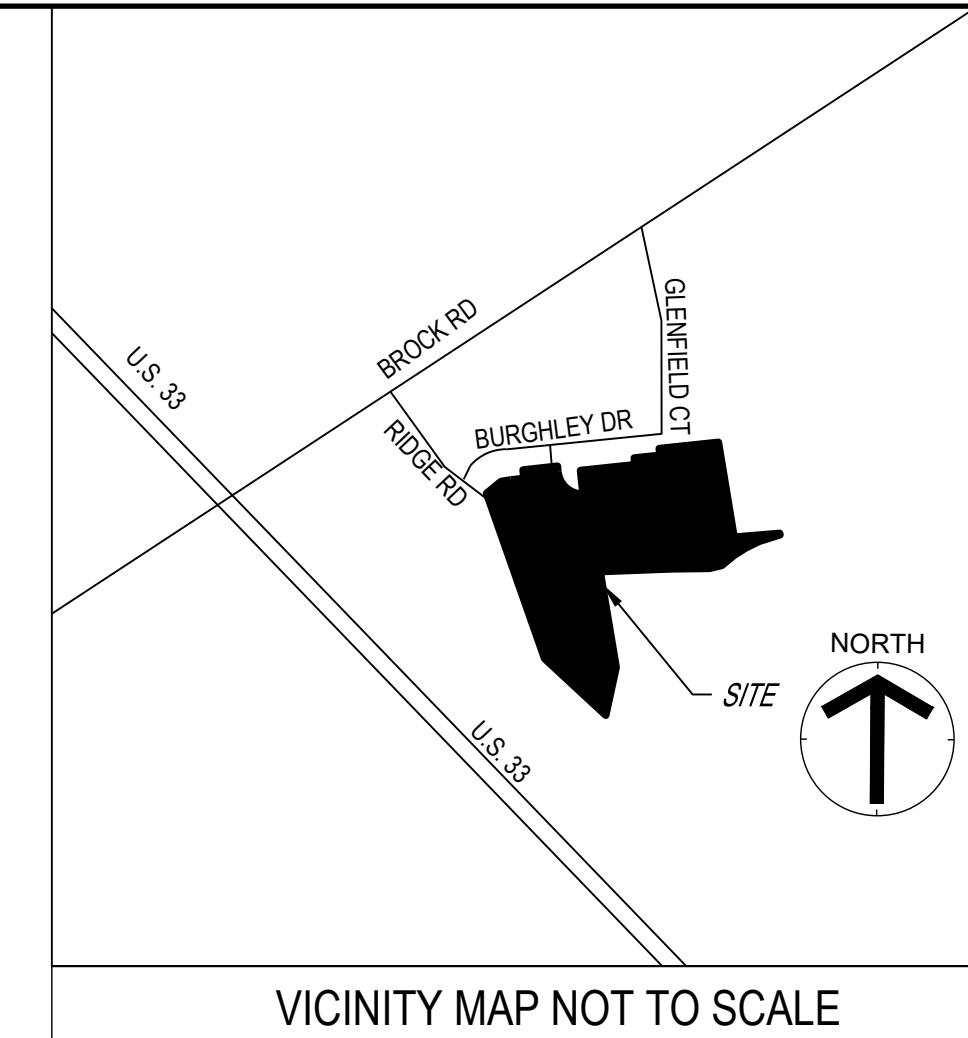 GLENFIELD CT
BROCK RD
U.S. 33
BURGHLEY DR
RIDGE RD
NORTH
SITE
U.S. 33
VICINITY MAP NOT TO SCALE